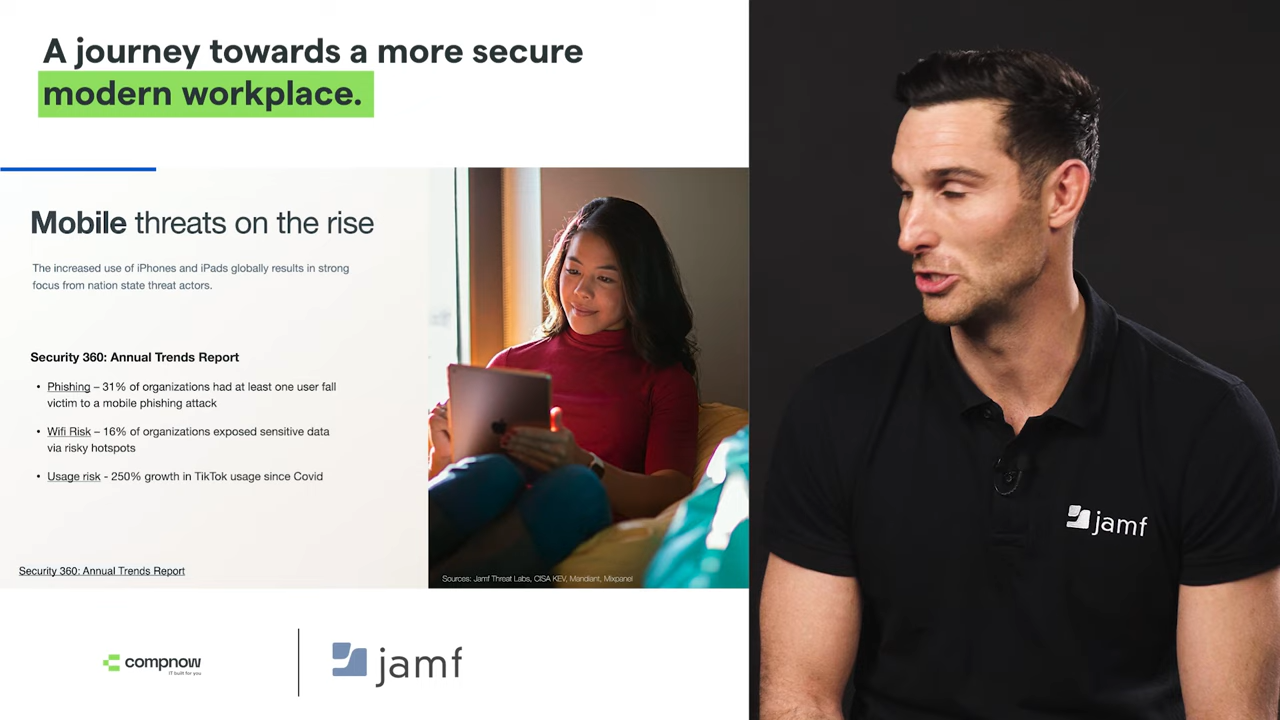 A journey towards a more secure
modern workplace.
Mobile threats on the rise
The increased use of iPhones and iPads globally results in strong
focus from nation state threat actors.
Security 360: Annual Trends Report
• Phishing – 31% of organizations had at least one user fall
victim to a mobile phishing attack
• Wifi Risk – 16% of organizations exposed sensitive data
via risky hotspots
• Usage risk - 250% growth in TikTok usage since Covid
Security 360: Annual Trends Report
Sources: Jamf Threat Labs, CISA KEV, Mandiant, Mixpanel
compnow
IT built for you
jamf
jamf